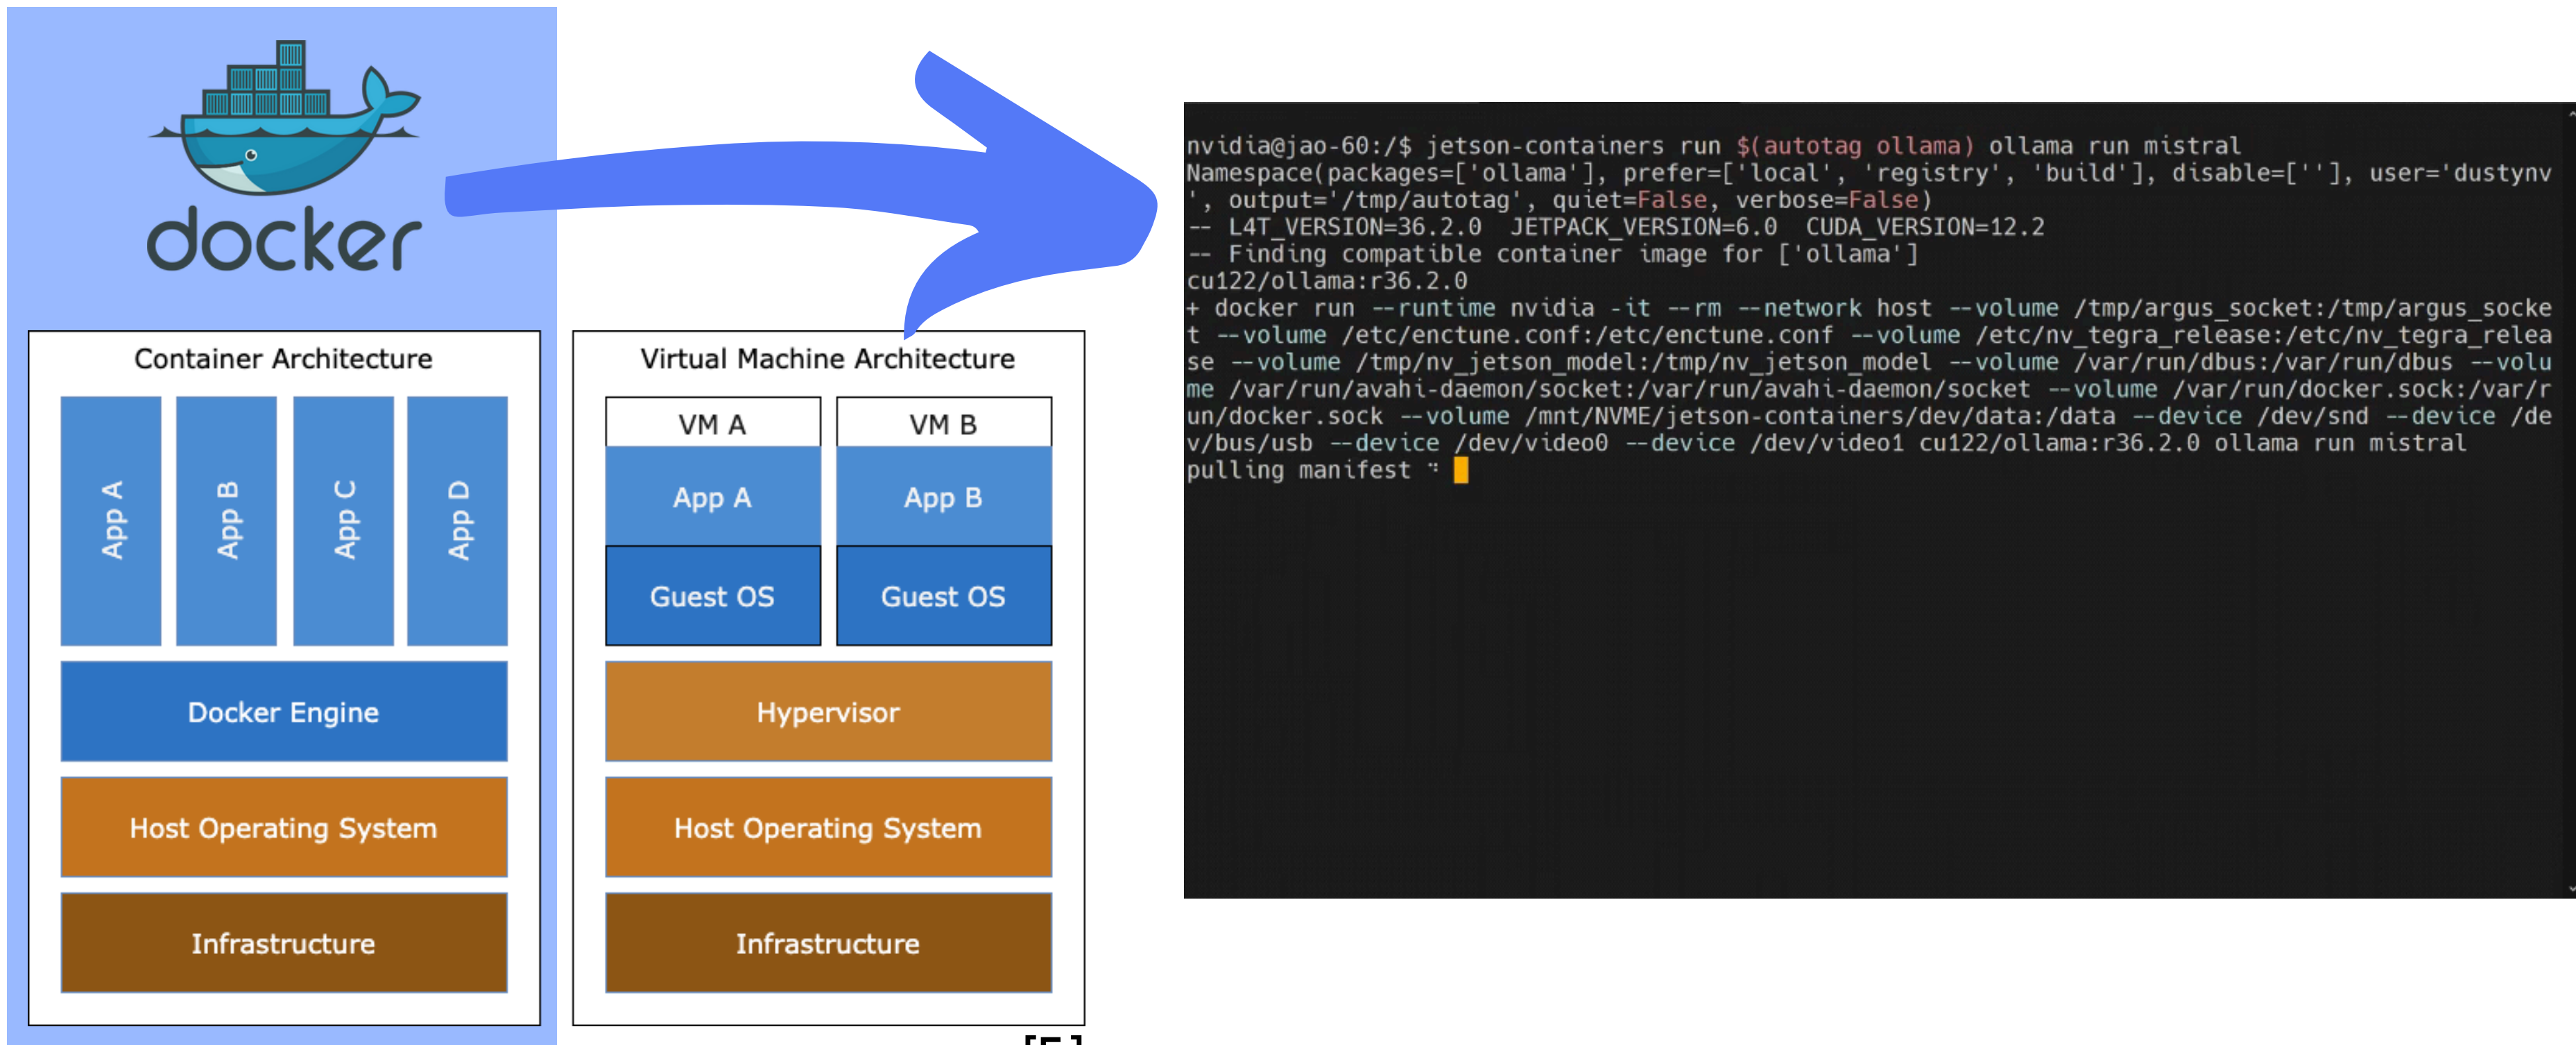 docker
Container Architecture
App A
App B
App C
App D
Docker Engine
Host Operating System
Infrastructure
Virtual Machine Architecture
VM A
VM B
App A
App B
Guest OS
Guest OS
Hypervisor
Host Operating System
Infrastructure
nvidia@jao-60:/$ jetson-containers run $(autotag ollama) ollama run mistral
Namespace(packages=['ollama'], prefer=['local', 'registry', 'build'], disable=[''], user='dustynv
', output='/tmp/autotag', quiet=False, verbose=False)
-- L4T_VERSION=36.2.0  JETPACK_VERSION=6.0  CUDA_VERSION=12.2
-- Finding compatible container image for ['ollama']
cu122/ollama:r36.2.0
+ docker run --runtime nvidia -it --rm --network host --volume /tmp/argus_socket:/tmp/argus_socke
t --volume /etc/enctune.conf:/etc/enctune.conf --volume /etc/nv_tegra_release:/etc/nv_tegra_relea
se --volume /tmp/nv_jetson_model:/tmp/nv_jetson_model --volume /var/run/dbus:/var/run/dbus --volu
me /var/run/avahi-daemon/socket:/var/run/avahi-daemon/socket --volume /var/run/docker.sock:/var/r
un/docker.sock --volume /mnt/NVME/jetson-containers/dev/data:/data --device /dev/snd --device /de
v/bus/usb --device /dev/video0 --device /dev/video1 cu122/ollama:r36.2.0 ollama run mistral
pulling manifest